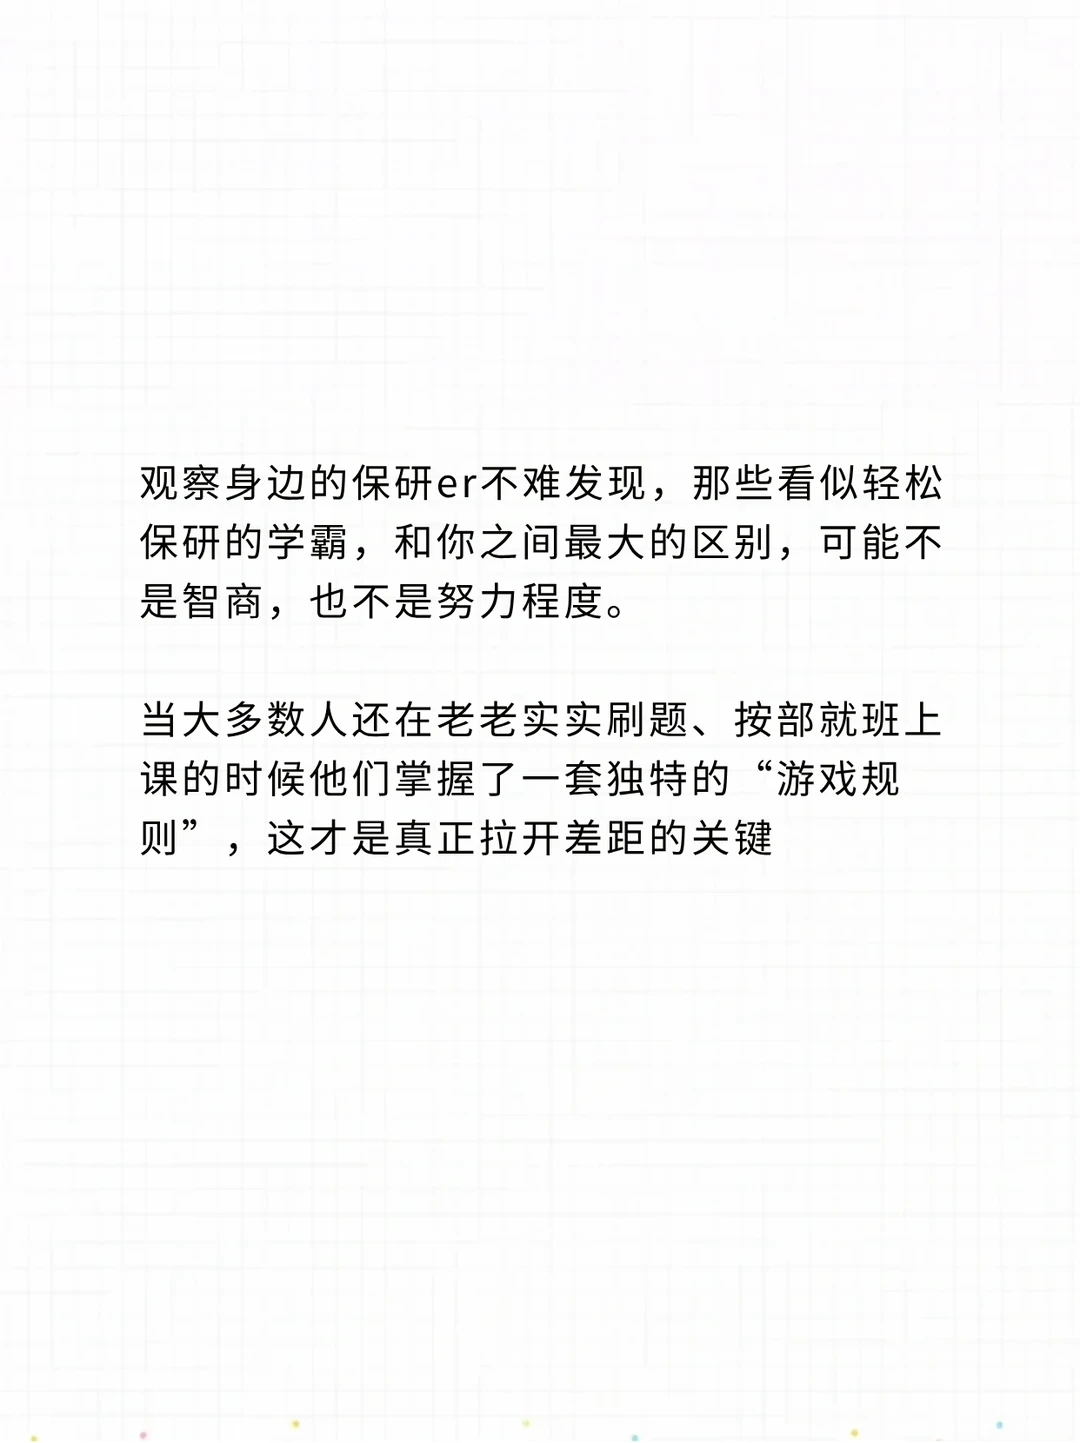 观察身边的保研er不难发现，那些看似轻松
保研的学霸，和你之间最大的区别，可能不
是智商，也不是努力程度。
当大多数人还在老老实实刷题、按部就班上
课的时候他们掌握了一套独特的“游戏规
则”，这才是真正拉开差距的关键